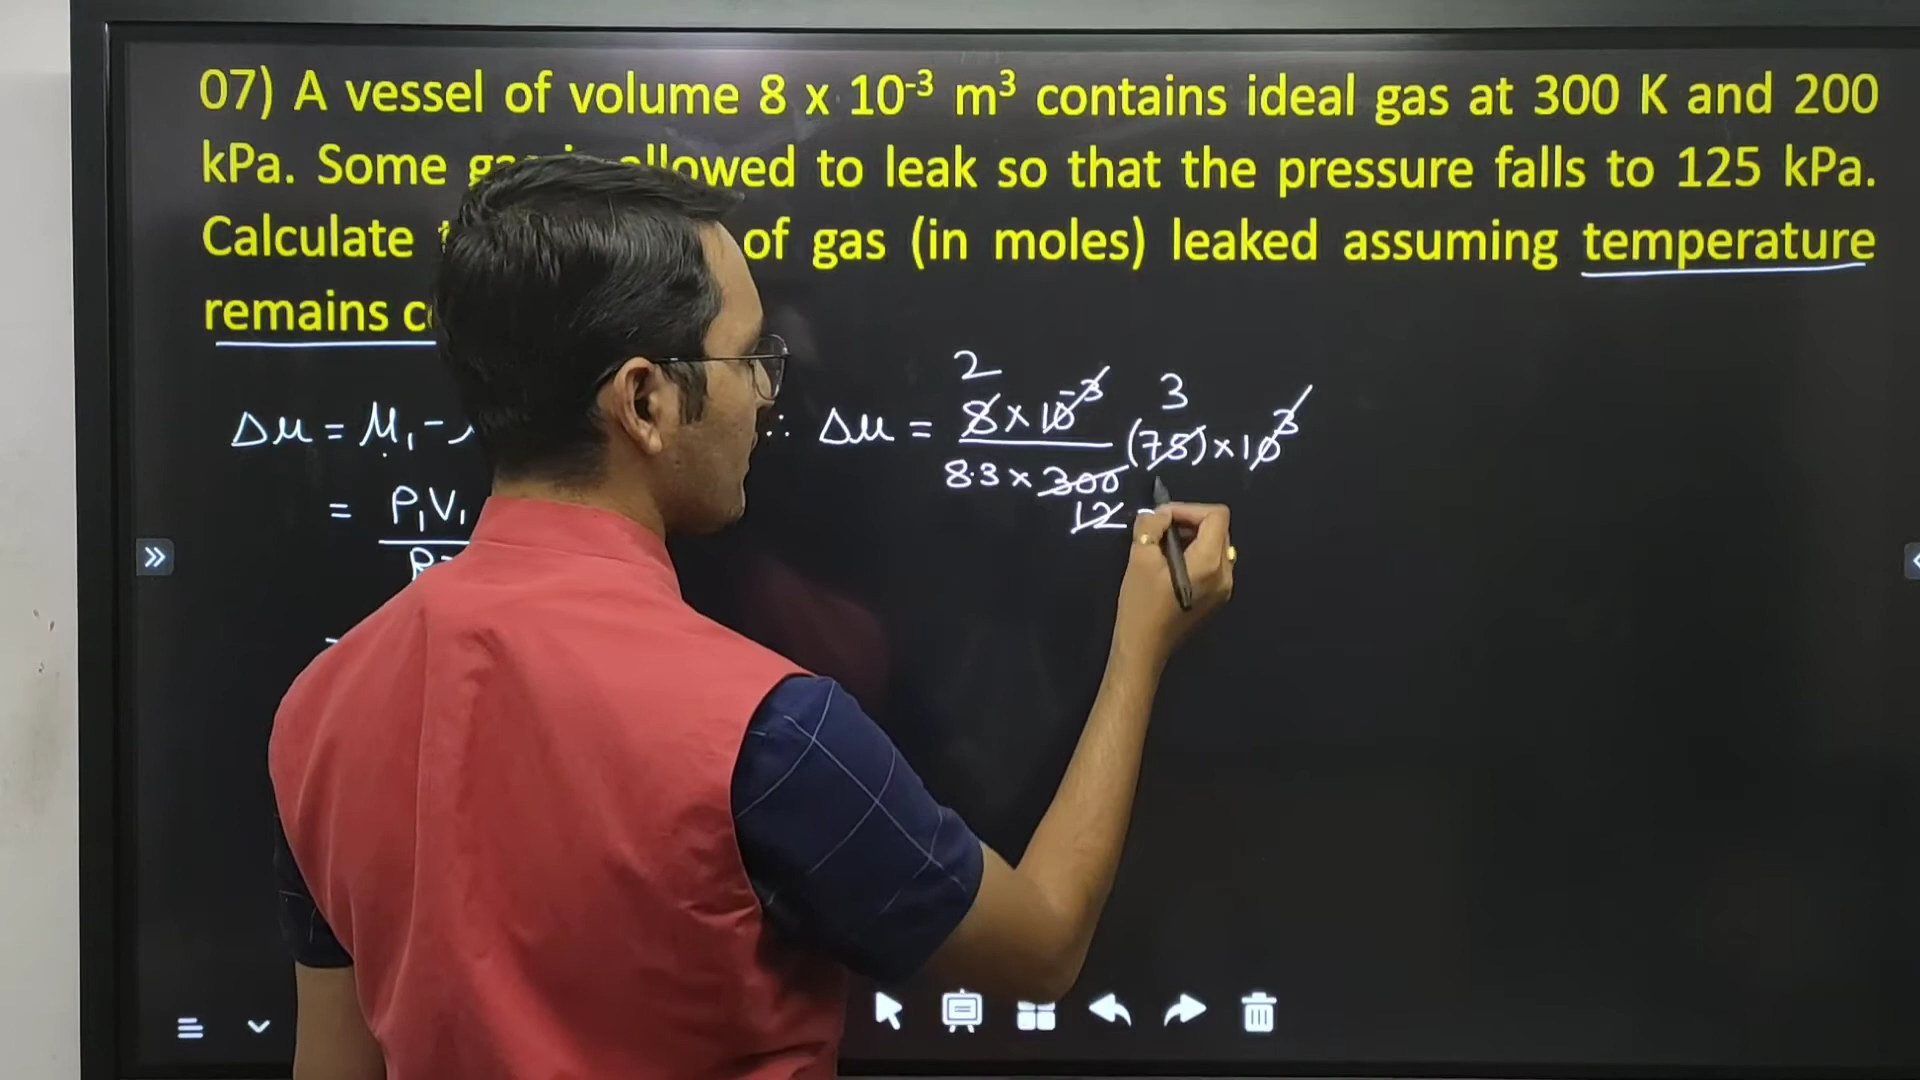 07) A vessel of volume 8 x 10⁻³ m³ contains ideal gas at 300 K and 200
kPa. Some allowed to leak so that the pressure falls to 125 kPa.
Calculate of gas (in moles) leaked assuming temperature
remains
Δμ = μ₁ -
= P₁V₁
2
3
∴ Δμ = 8 x 10⁻³ (75) x 10³
8.3 x 300
12